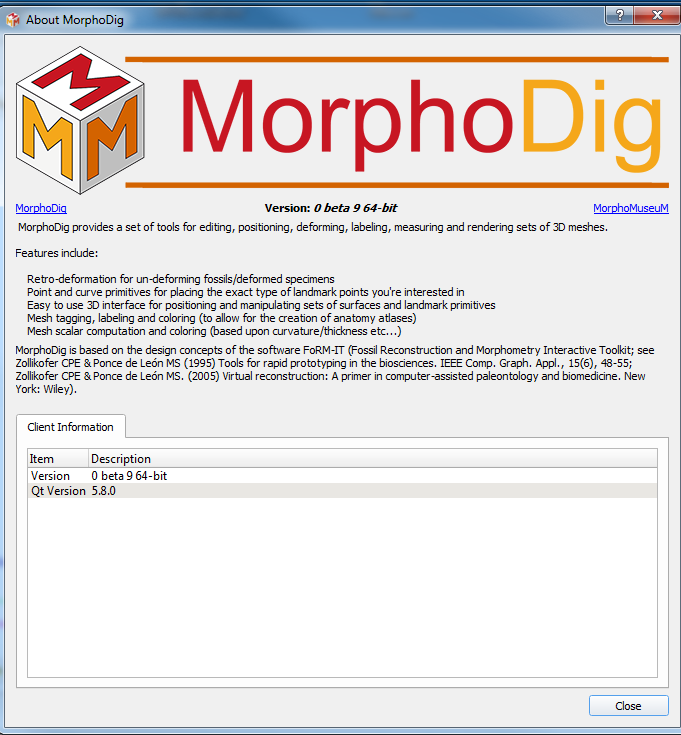 About MorphoDig
? X
M
M M
MorphoDig
MorphoDig Version: 0 beta 9 64-bit MorphoMuseuM
MorphoDig provides a set of tools for editing, positioning, deforming, labeling, measuring and rendering sets of 3D meshes.
Features include:
Retro-deformation for un-deforming fossils/deformed specimens
Point and curve primitives for placing the exact type of landmark points you're interested in
Easy to use 3D interface for positioning and manipulating sets of surfaces and landmark primitives
Mesh tagging, labeling and coloring (to allow for the creation of anatomy atlases)
Mesh scalar computation and coloring (based upon curvature/thickness etc...)
MorphoDig is based on the design concepts of the software FoRM-IT (Fossil Reconstruction and Morphometry Interactive Toolkit; see
Zollikofer CPE & Ponce de León MS (1995) Tools for rapid prototyping in the biosciences. IEEE Comp. Graph. Appl., 15(6), 48-55;
Zollikofer CPE & Ponce de León MS. (2005) Virtual reconstruction: A primer in computer-assisted paleontology and biomedicine. New
York: Wiley).
Client Information
Item Description
Version 0 beta 9 64-bit
Qt Version 5.8.0
Close